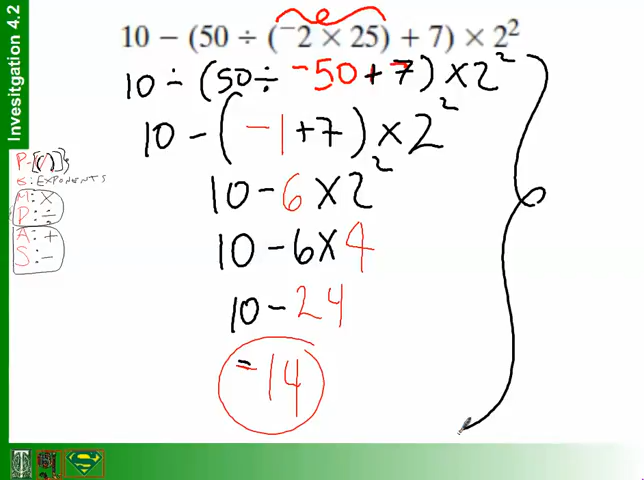 Invesitgation 4.2
10 − (50 ÷ (⁻2 × 25) + 7) × 2²
10 ÷ (50 ÷ ⁻50 + 7) × 2²
10 − (−1 + 7) × 2²
10 − 6 × 2²
10 − 6 × 4
10 − 24
= 14
E: EXPONENTS
M: ×
D: ÷
A: +
S: −